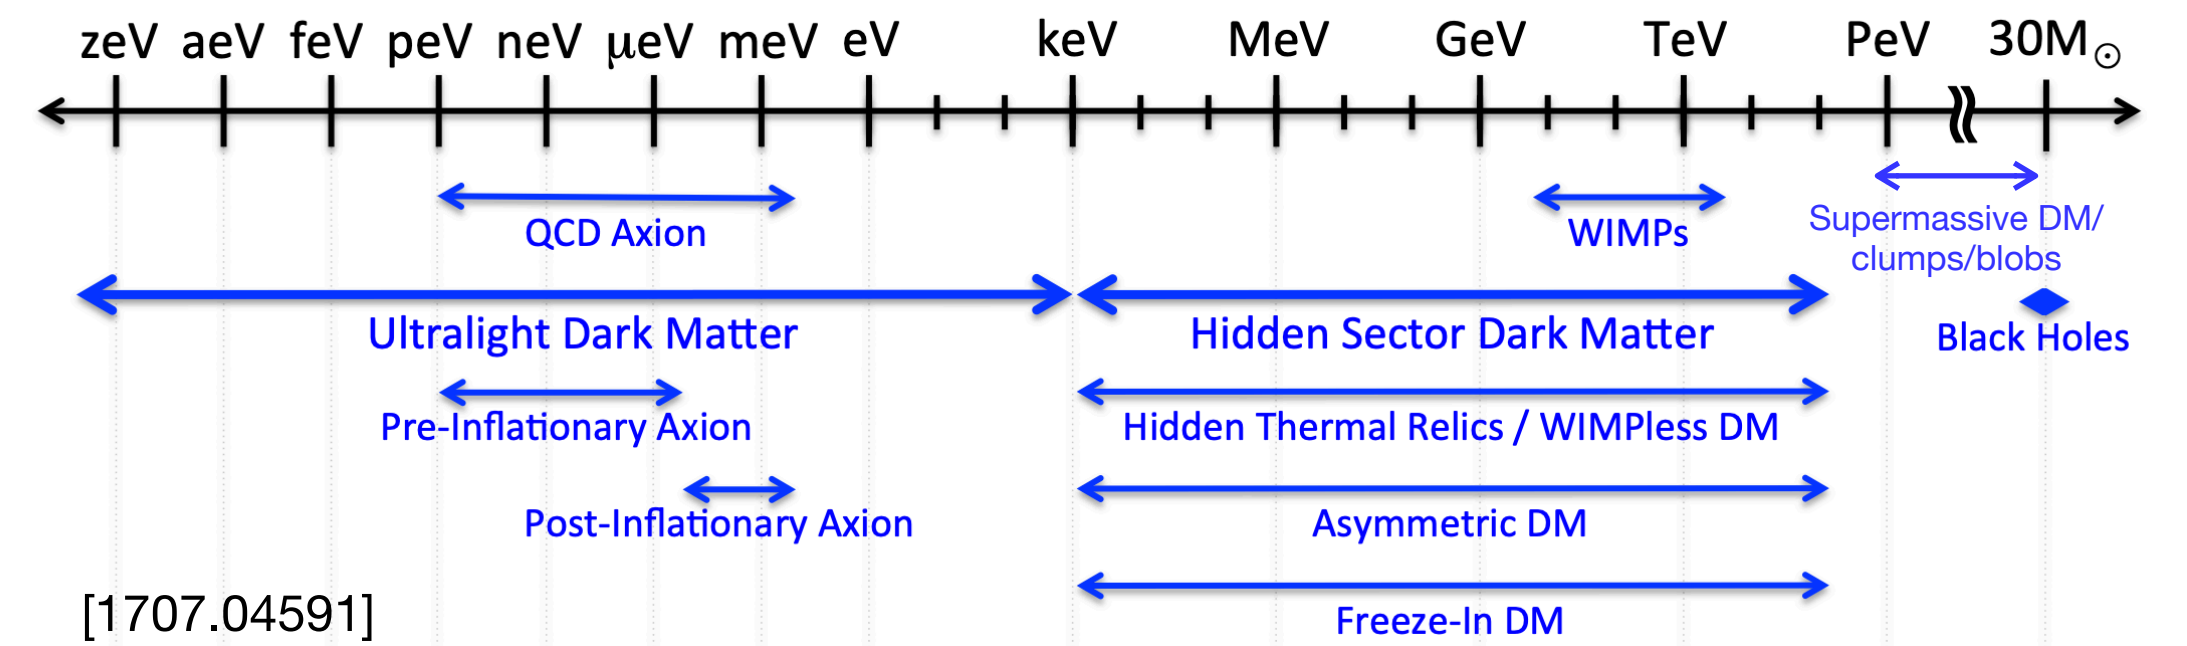 zeV aeV feV peV neV μeV meV eV keV MeV GeV TeV PeV 30M☉
QCD Axion
WIMPs
Supermassive DM/
clumps/blobs
Ultralight Dark Matter
Hidden Sector Dark Matter
Black Holes
Pre-Inflationary Axion
Hidden Thermal Relics / WIMPless DM
Post-Inflationary Axion
Asymmetric DM
[1707.04591]
Freeze-In DM